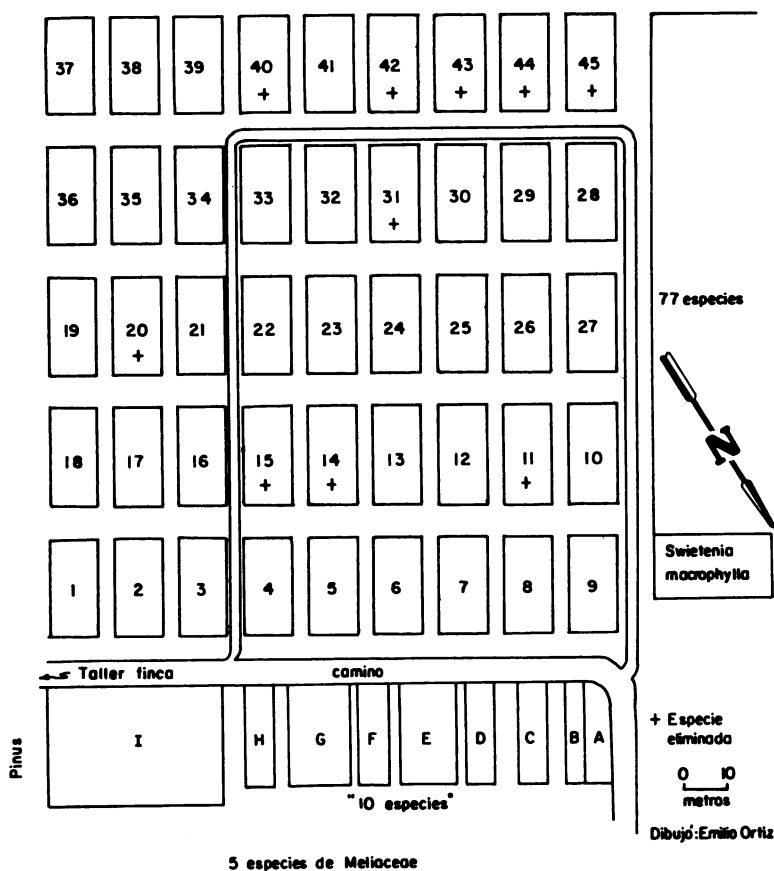 37 38 39 40 41 42 43 44 45
+ + + + +
36 35 34 33 32 31 30 29 28
+
77 especies
19 20 21 22 23 24 25 26 27
+
N
18 17 16 15 14 13 12 11 10
+ + +
Swietenia
macrophylla
1 2 3 4 5 6 7 8 9
Taller finca camino
Pinus
I H G F E D C B A
+ Especie
eliminada
0 10
metros
"10 especies"
Dibujó:Emilio Ortiz
5 especies de Meliaceae